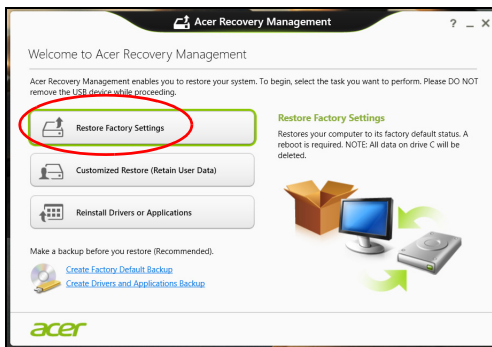 Acer Recovery Management
Welcome to Acer Recovery Management
Acer Recovery Management enables you to restore your system. To begin, select the task you want to perform. Please DO NOT
remove the USB device while proceeding.
Restore Factory Settings
Customized Restore (Retain User Data)
Reinstall Drivers or Applications
Restore Factory Settings
Restores your computer to its factory default status. A
reboot is required. NOTE: All data on drive C will be
deleted.
Make a backup before you restore (Recommended).
Create Factory Default Backup
Create Drivers and Applications Backup
acer